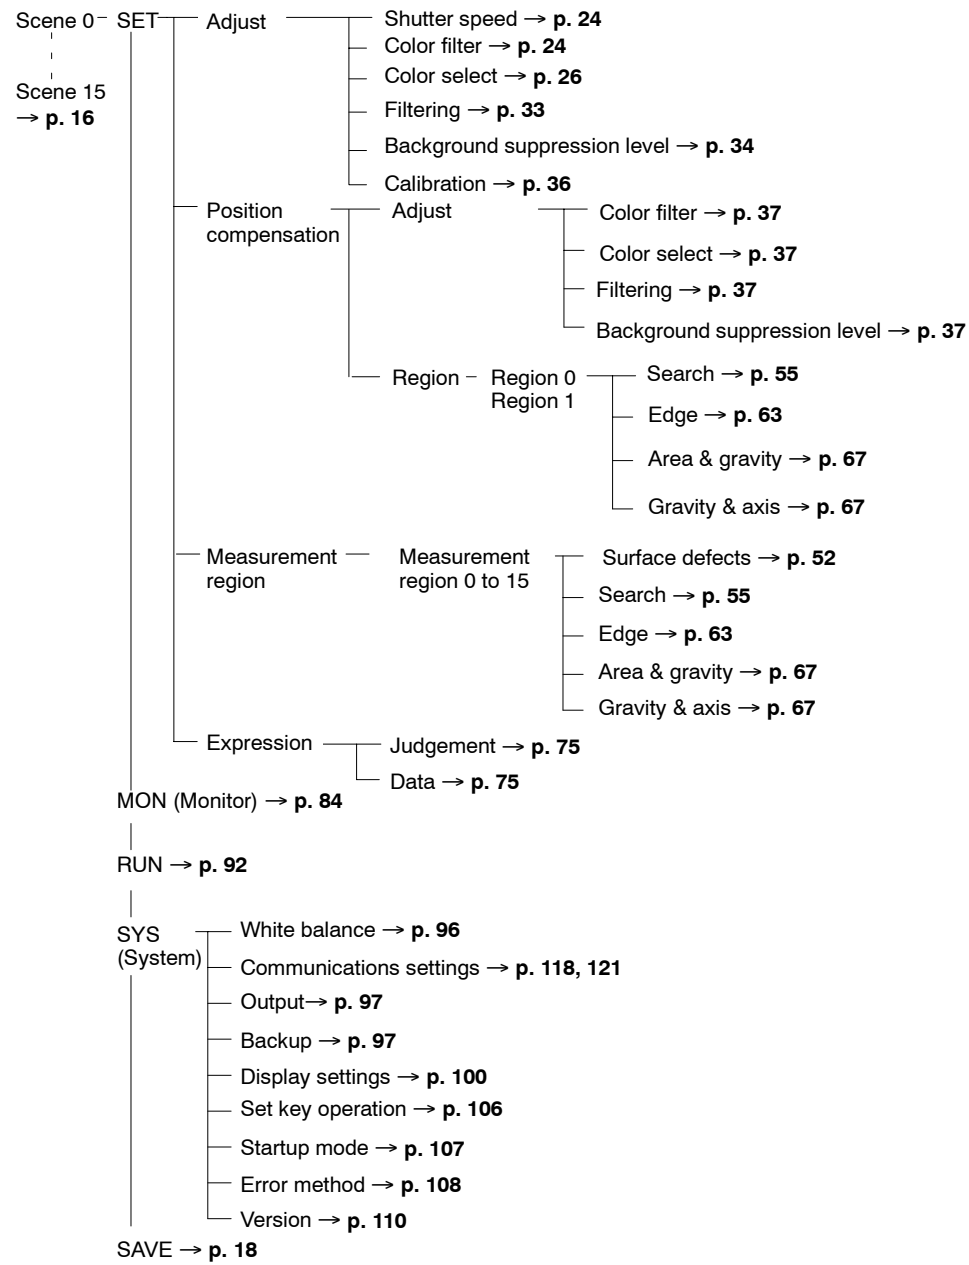 Scene 0 SET Adjust Shutter speed → p. 24
Color filter → p. 24
Color select → p. 26
Scene 15
→ p. 16
Filtering → p. 33
Background suppression level → p. 34
Calibration → p. 36
Position
compensation
Adjust
Color filter → p. 37
Color select → p. 37
Filtering → p. 37
Background suppression level → p. 37
Region
Region 0
Region 1
Search → p. 55
Edge → p. 63
Area & gravity → p. 67
Gravity & axis → p. 67
Measurement
region
Measurement
region 0 to 15
Surface defects → p. 52
Search → p. 55
Edge → p. 63
Area & gravity → p. 67
Gravity & axis → p. 67
Expression
Judgement → p. 75
Data → p. 75
MON (Monitor) → p. 84
RUN → p. 92
SYS
(System)
White balance → p. 96
Communications settings → p. 118, 121
Output→ p. 97
Backup → p. 97
Display settings → p. 100
Set key operation → p. 106
Startup mode → p. 107
Error method → p. 108
Version → p. 110
SAVE → p. 18